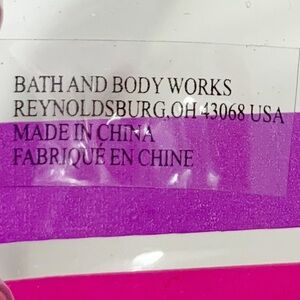 BATH AND BODY WORKS
REYNOLDSBURG.OH 43068 USA
MADE IN CHINA
FABRIQUÉ EN CHINE